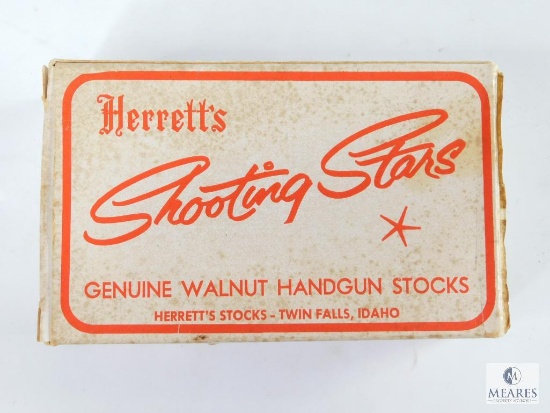 Herrett's
Shooting Stars
GENUINE WALNUT HANDGUN STOCKS
HERRETT'S STOCKS - TWIN FALLS, IDAHO
M
MEARES